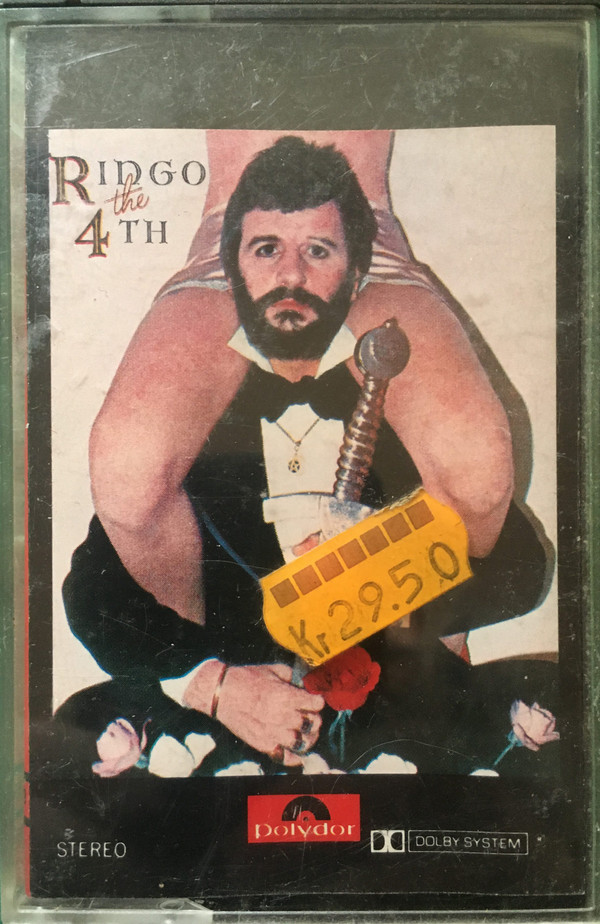 RINGO
the
4TH
Kr 29.50
polydor
STEREO
DOLBY SYSTEM